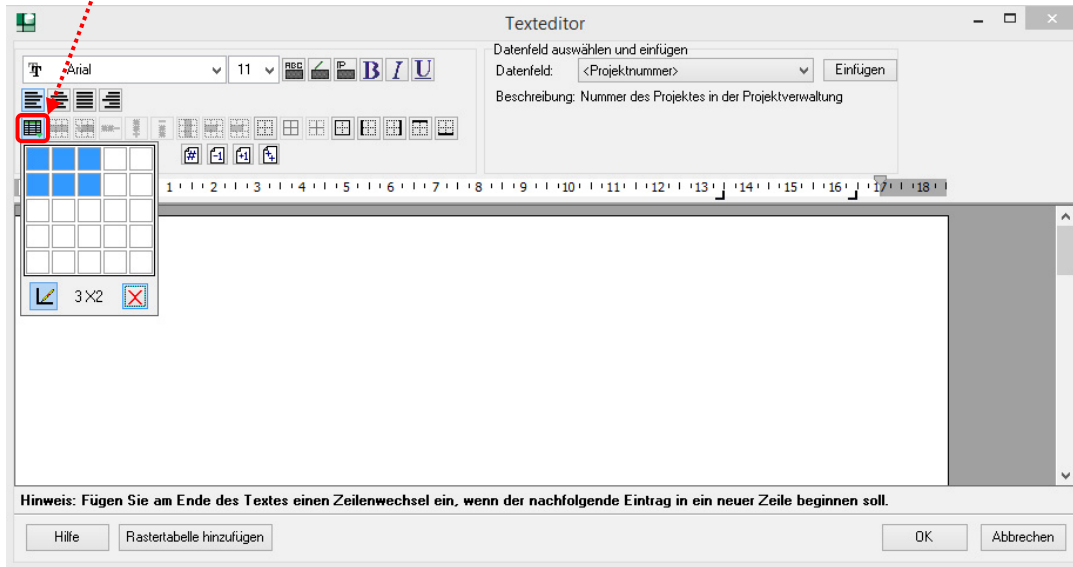 Texteditor
Datenfeld auswählen und einfügen
Arial 11 ABC P B I U
Datenfeld: <Projektnummer> Einfügen
Beschreibung: Nummer des Projektes in der Projektverwaltung
# -1 +1
1 2 3 4 5 6 7 8 9 10 11 12 13 14 15 16 17 18
3X2
Hinweis: Fügen Sie am Ende des Textes einen Zeilenwechsel ein, wenn der nachfolgende Eintrag in ein neuer Zeile beginnen soll.
Hilfe Rastertabelle hinzufügen OK Abbrechen